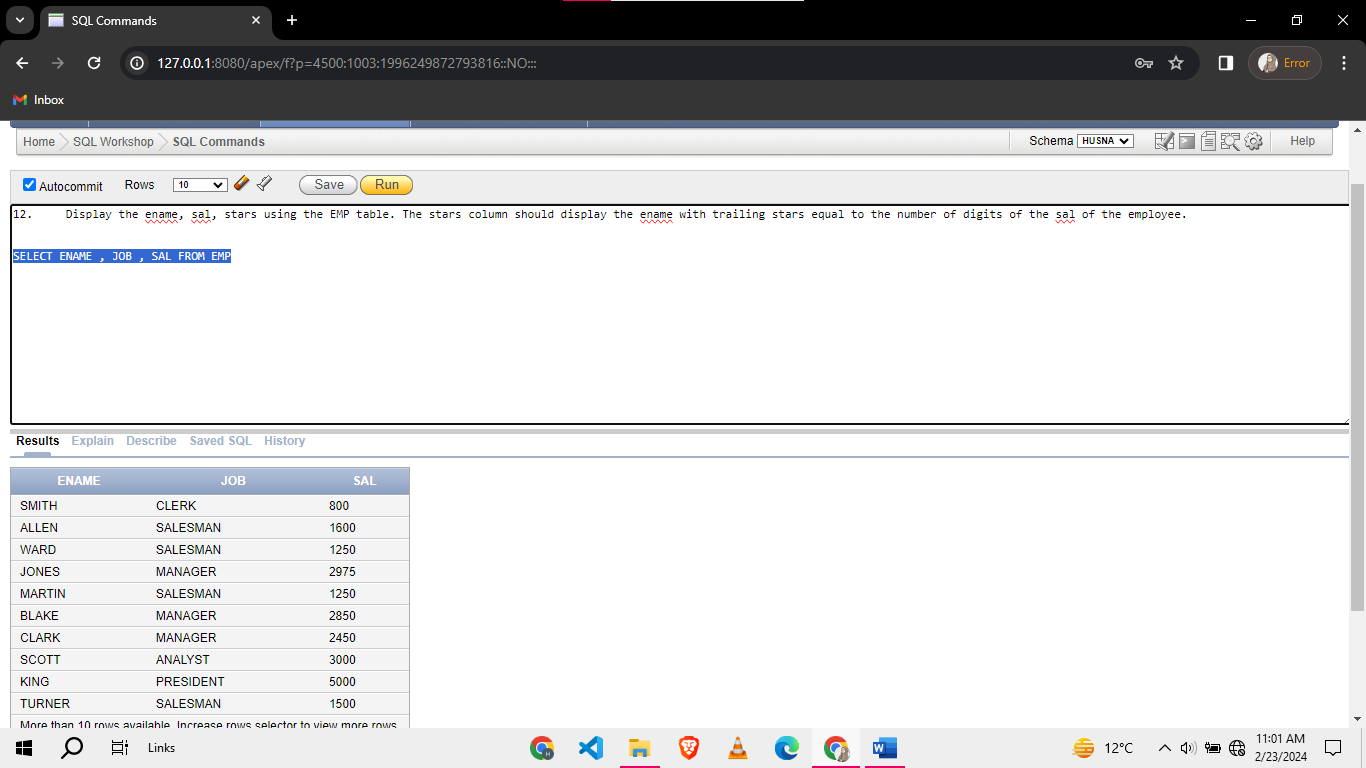 SQL Commands
127.0.0.1:8080/apex/f?p=4500:1003:1996249872793816::NO:::
Error
Inbox
Home SQL Workshop SQL Commands Schema HUSNA Help
Autocommit Rows 10 Save Run
12. Display the ename, sal, stars using the EMP table. The stars column should display the ename with trailing stars equal to the number of digits of the sal of the employee.
SELECT ENAME , JOB , SAL FROM EMP
Results Explain Describe Saved SQL History
ENAME JOB SAL
SMITH CLERK 800
ALLEN SALESMAN 1600
WARD SALESMAN 1250
JONES MANAGER 2975
MARTIN SALESMAN 1250
BLAKE MANAGER 2850
CLARK MANAGER 2450
SCOTT ANALYST 3000
KING PRESIDENT 5000
TURNER SALESMAN 1500
More than 10 rows available. Increase rows selector to view more rows.
Links 12°C 11:01 AM
2/23/2024